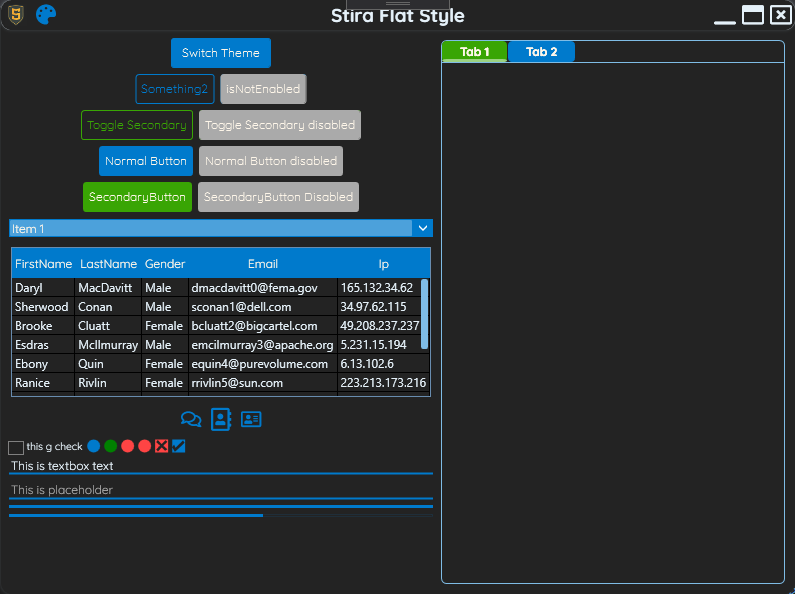 Stira Flat Style
Switch Theme
Something2 isNotEnabled
Toggle Secondary Toggle Secondary disabled
Normal Button Normal Button disabled
SecondaryButton SecondaryButton Disabled
Item 1
FirstName LastName Gender Email Ip
Daryl MacDavitt Male dmacdavitt0@fema.gov 165.132.34.62
Sherwood Conan Male sconan1@dell.com 34.97.62.115
Brooke Cluatt Female bcluatt2@bigcartel.com 49.208.237.237
Esdras McIlmurray Male emcilmurray3@apache.org 5.231.15.194
Ebony Quin Female equin4@purevolume.com 6.13.102.6
Ranice Rivlin Female rrivlin5@sun.com 223.213.173.216
this g check
This is textbox text
This is placeholder
Tab 1 Tab 2